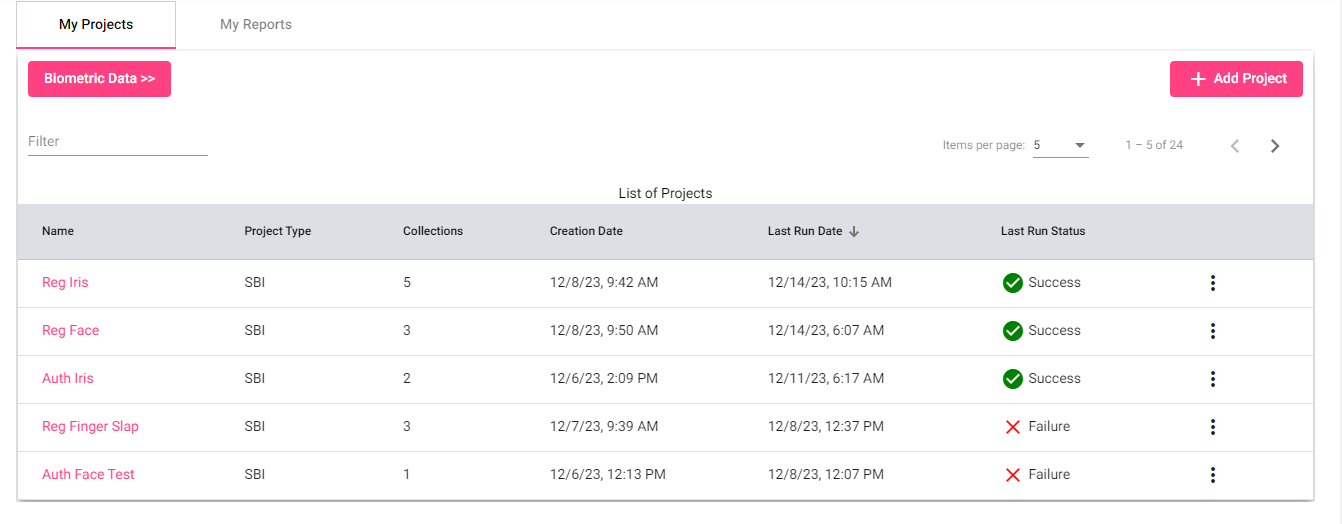 My Projects My Reports
Biometric Data >> Add Project
Filter Items per page: 5 1 – 5 of 24
List of Projects
Name Project Type Collections Creation Date Last Run Date Last Run Status
Reg Iris SBI 5 12/8/23, 9:42 AM 12/14/23, 10:15 AM Success
Reg Face SBI 3 12/8/23, 9:50 AM 12/14/23, 6:07 AM Success
Auth Iris SBI 2 12/6/23, 2:09 PM 12/11/23, 6:17 AM Success
Reg Finger Slap SBI 3 12/7/23, 9:39 AM 12/8/23, 12:37 PM Failure
Auth Face Test SBI 1 12/6/23, 12:13 PM 12/8/23, 12:07 PM Failure